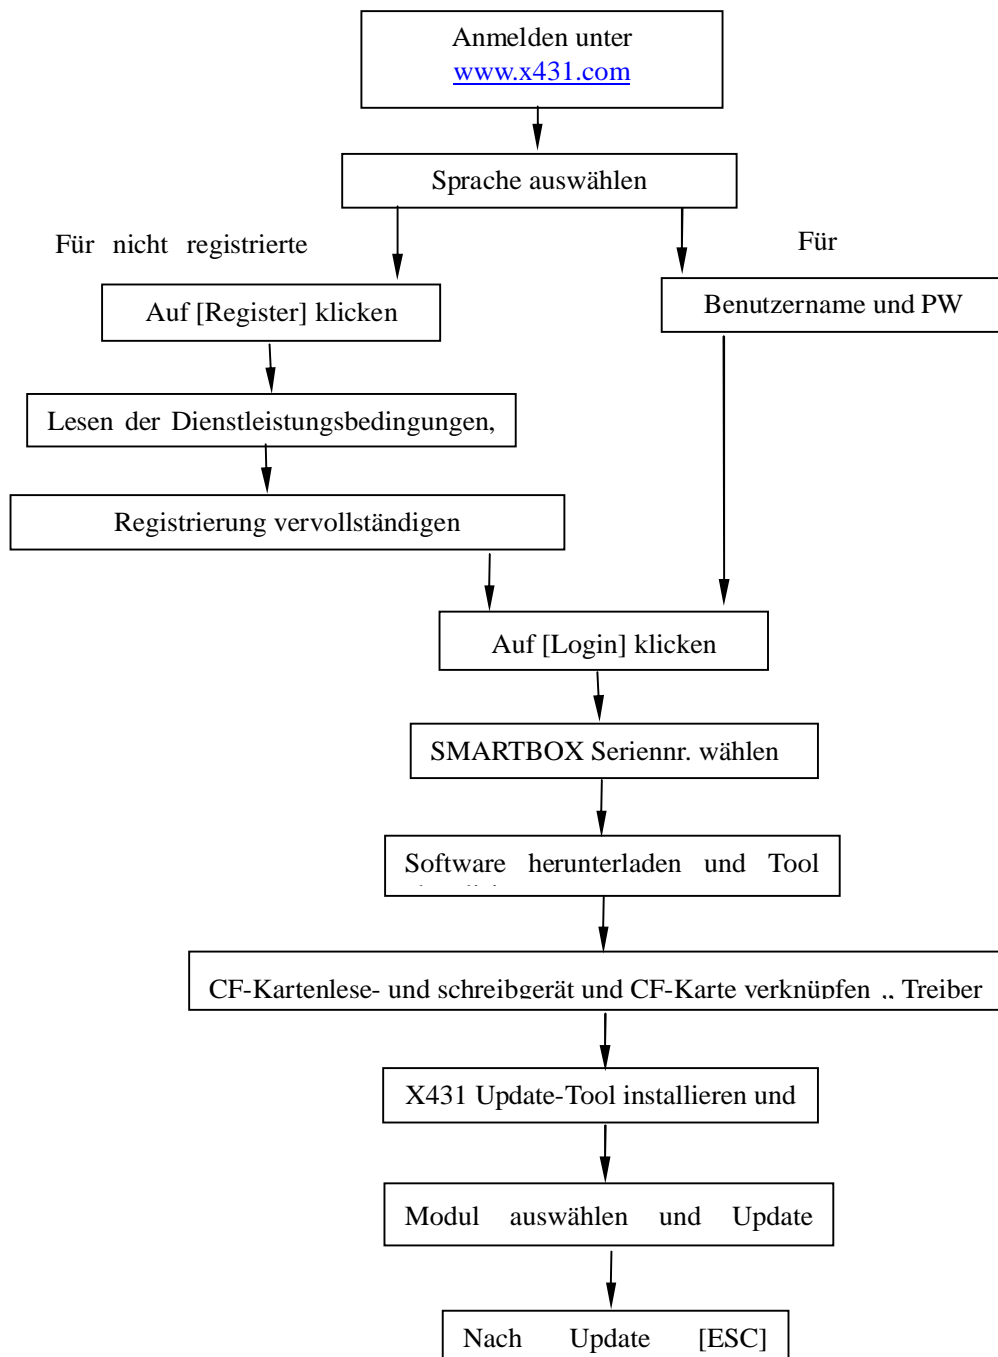 Anmelden unter
www.x431.com
Sprache auswählen
Für nicht registrierte
Für
Auf [Register] klicken
Benutzername und PW
Lesen der Dienstleistungsbedingungen,
Registrierung vervollständigen
Auf [Login] klicken
SMARTBOX Seriennr. wählen
Software herunterladen und Tool
CF-Kartenlese- und schreibgerät und CF-Karte verknüpfen „ Treiber
X431 Update-Tool installieren und
Modul auswählen und Update
Nach Update [ESC]